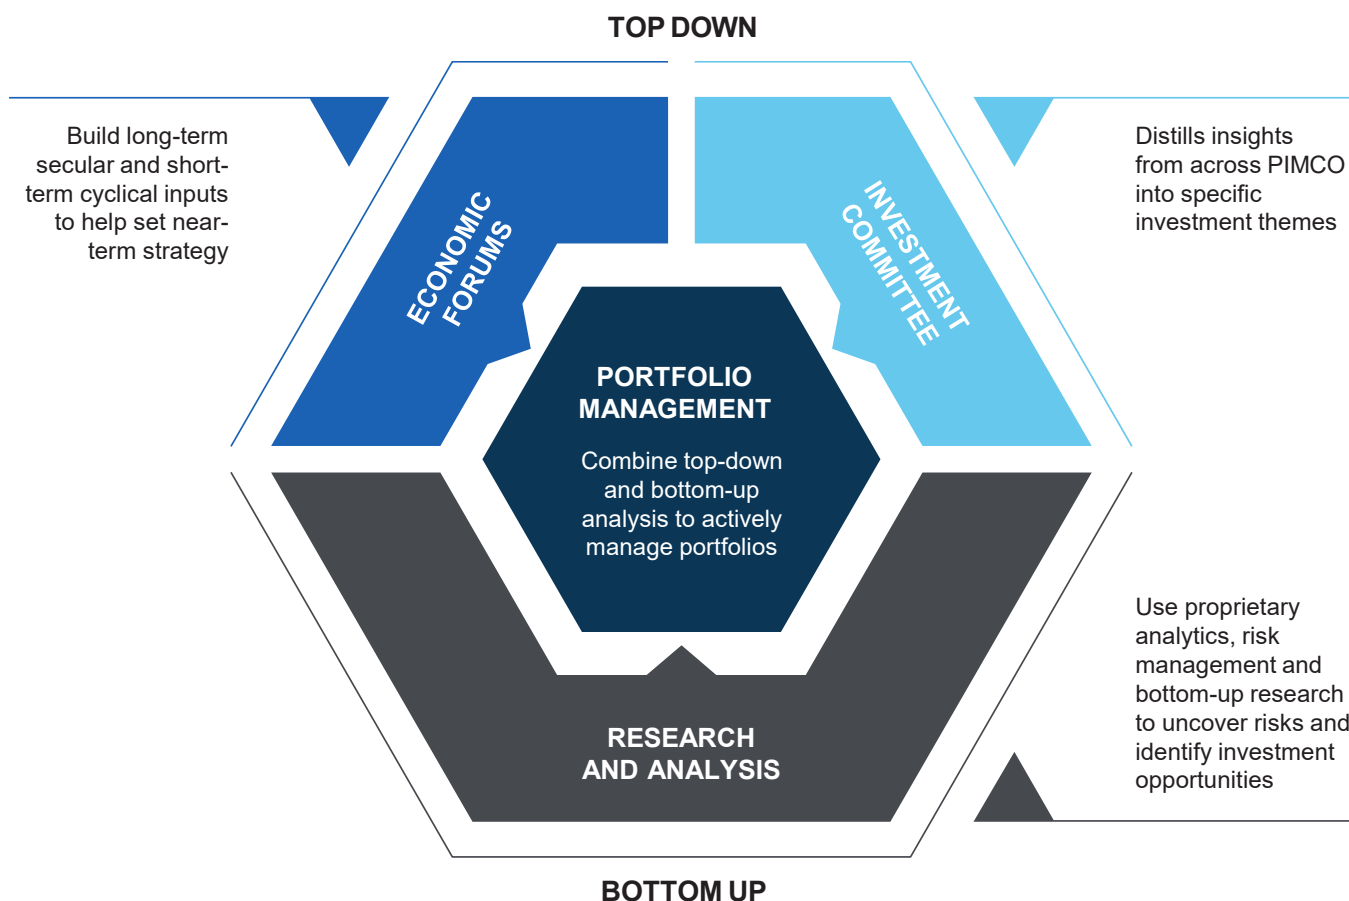 TOP DOWN
Build long-term
secular and short-
term cyclical inputs
to help set near-
term strategy
ECONOMIC
FORUMS
INVESTMENT
COMMITTEE
Distills insights
from across PIMCO
into specific
investment themes
PORTFOLIO
MANAGEMENT
Combine top-down
and bottom-up
analysis to actively
manage portfolios
RESEARCH
AND ANALYSIS
Use proprietary
analytics, risk
management and
bottom-up research
to uncover risks and
identify investment
opportunities
BOTTOM UP